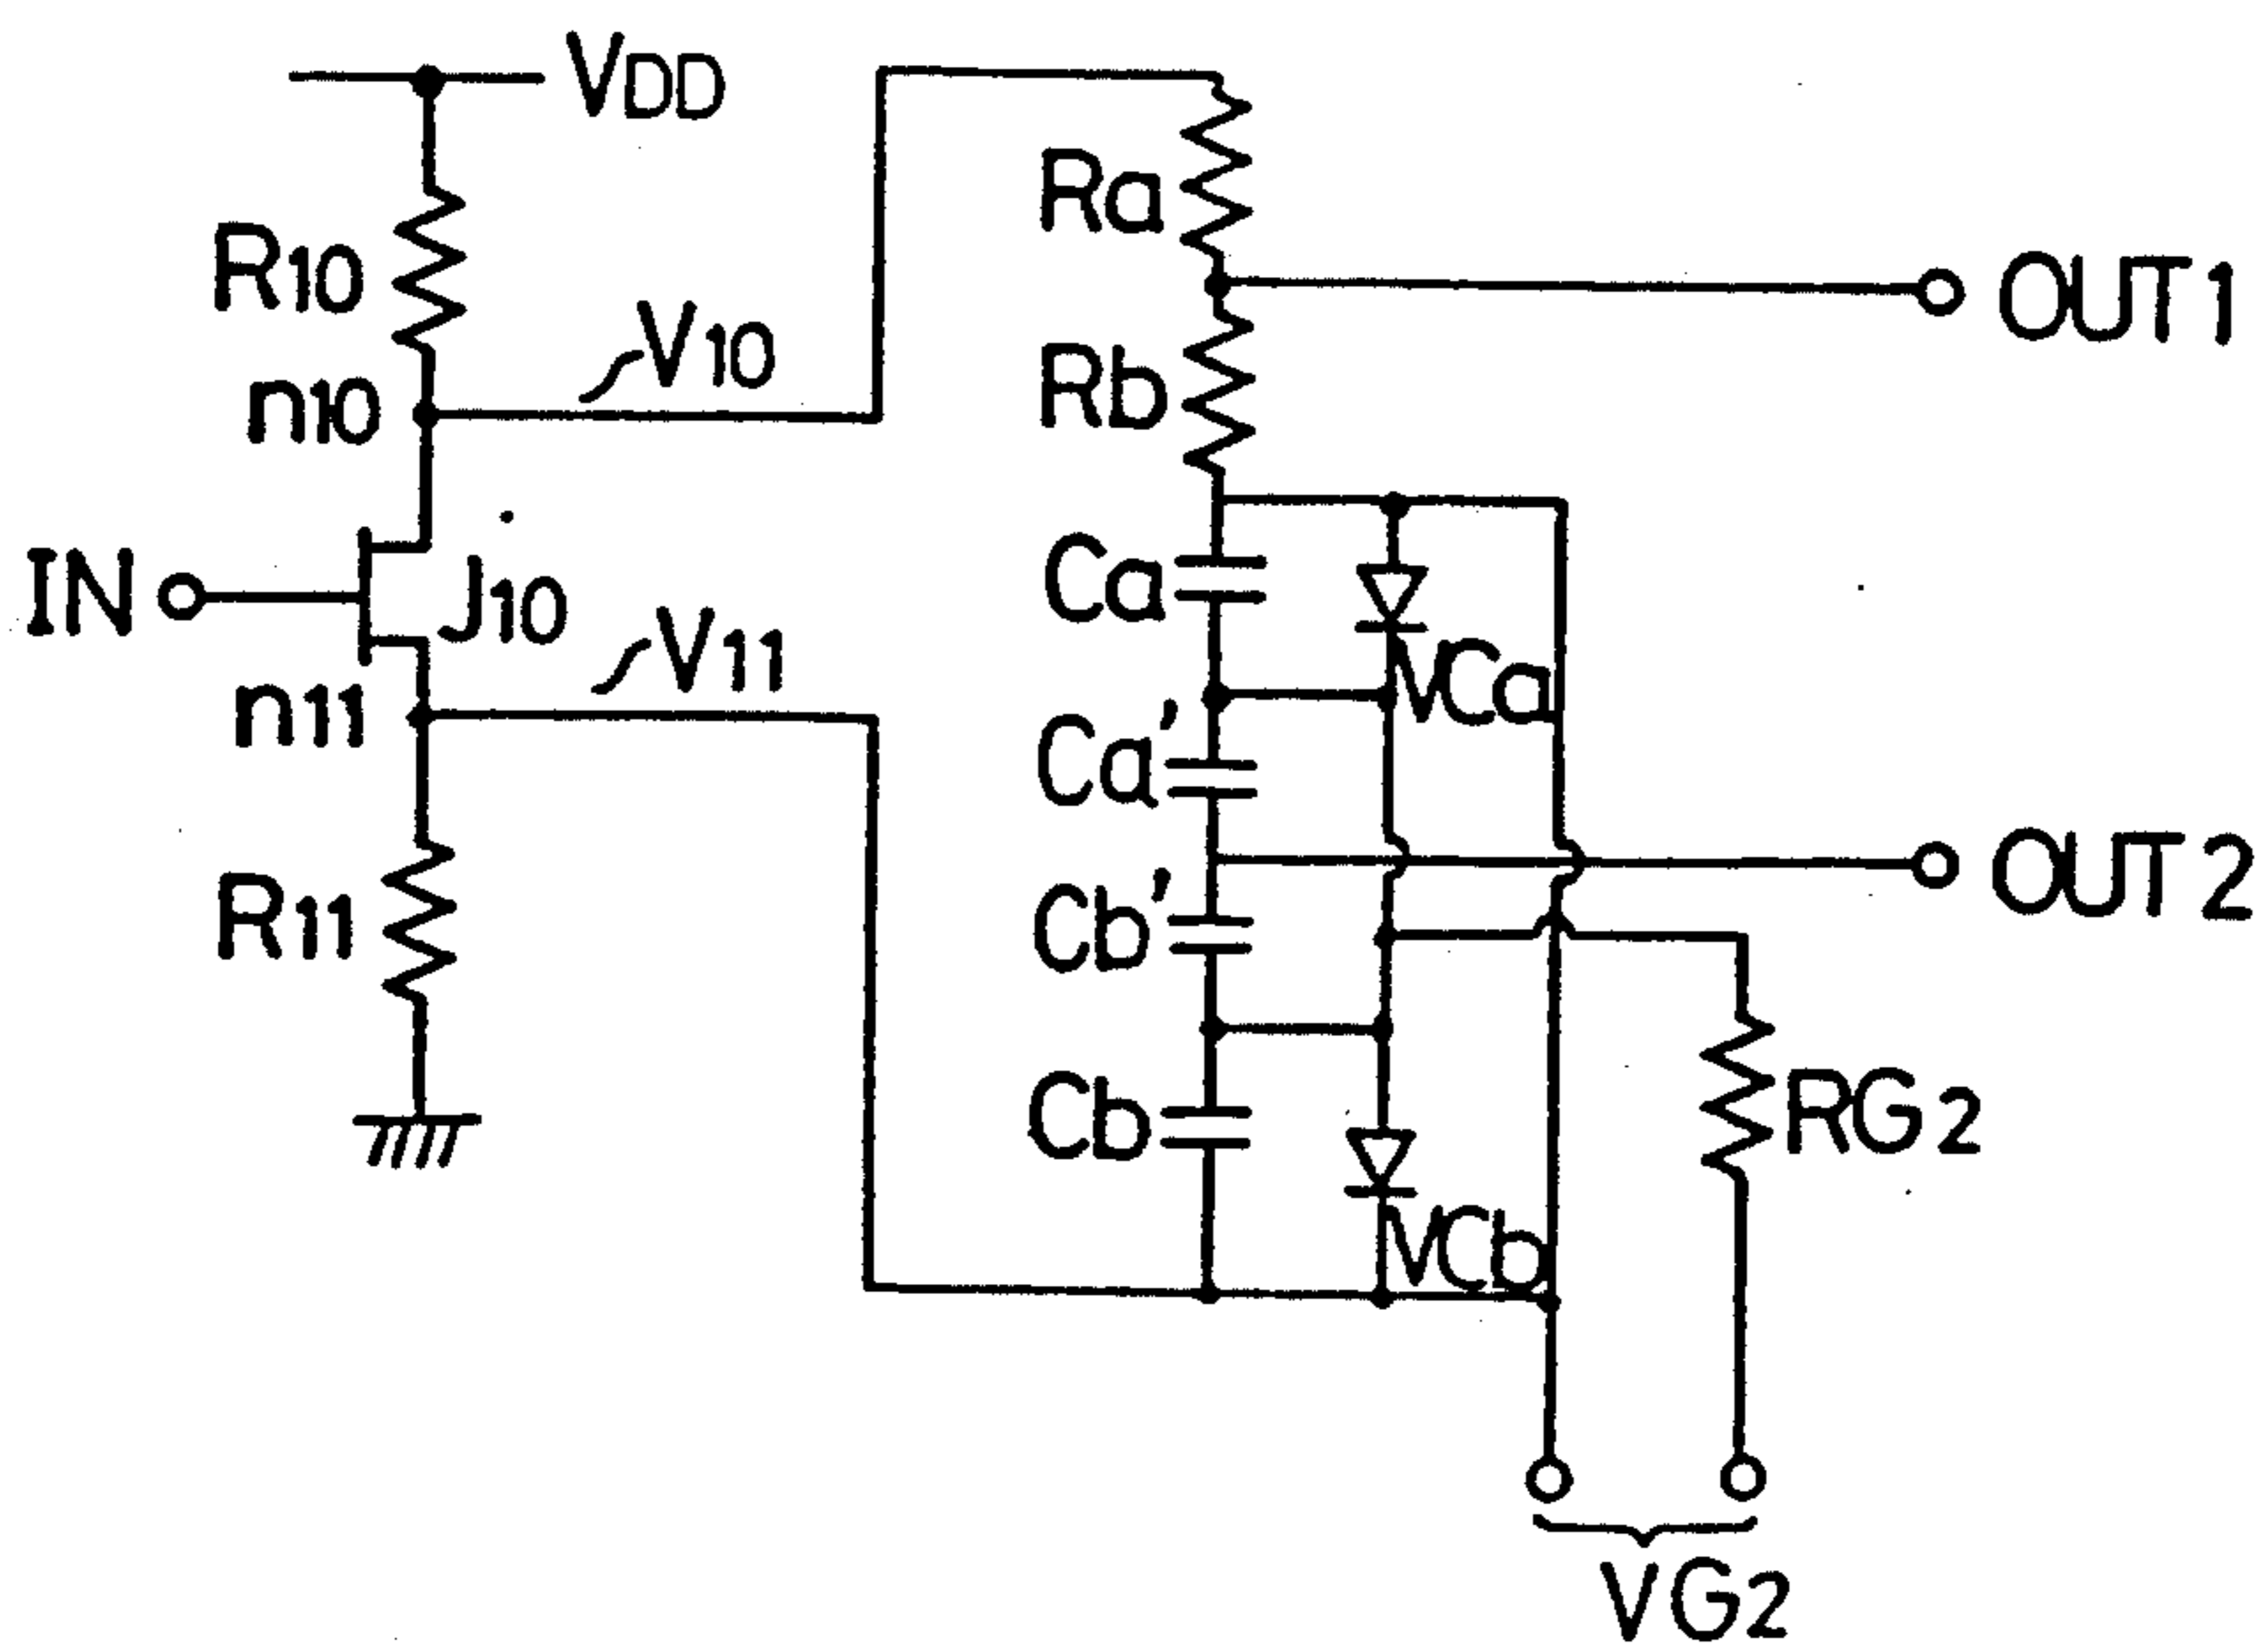 VDD
R10
Ra
OUT1
V10
n10
Rb
IN
J10
Ca
V11
VCa
n11
Ca'
R11
Cb'
OUT2
Cb
RG2
VCb
VG2